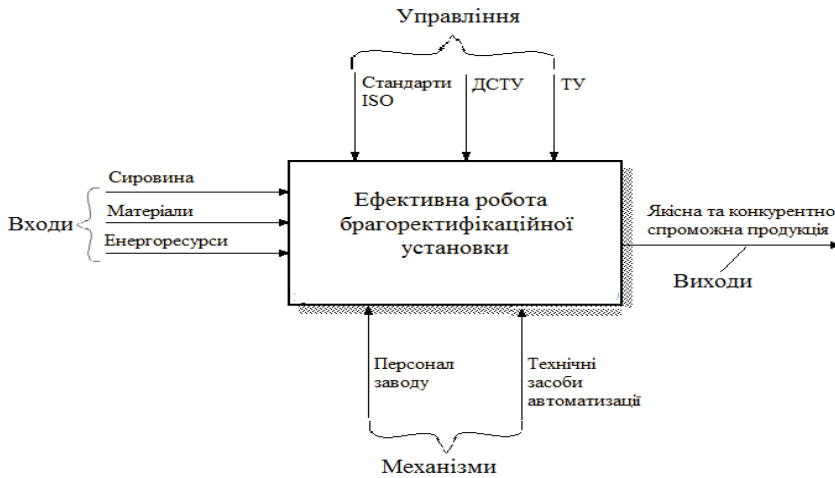 Управління
Стандарти
ISO
ДСТУ
ТУ
Сировина
Матеріали
Енергоресурси
Входи
Ефективна робота
брагоректифікаційної
установки
Якісна та конкурентно
спроможна продукція
Виходи
Персонал
заводу
Технічні
засоби
автоматизації
Механізми